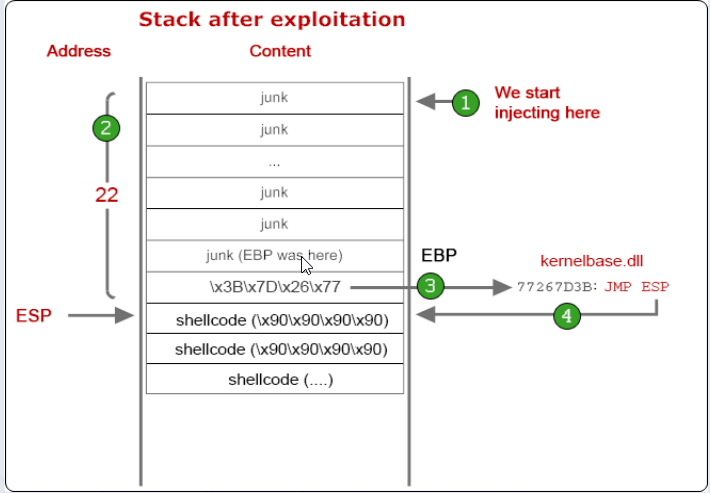 Stack after exploitation
Address
Content
junk
1
We start
injecting here
2
junk
...
22
junk
junk
junk (EBP was here)
EBP
kernelbase.dll
\x3B\x7D\x26\x77
3
77267D3B: JMP ESP
ESP
shellcode (\x90\x90\x90\x90)
4
shellcode (\x90\x90\x90\x90)
shellcode (....)